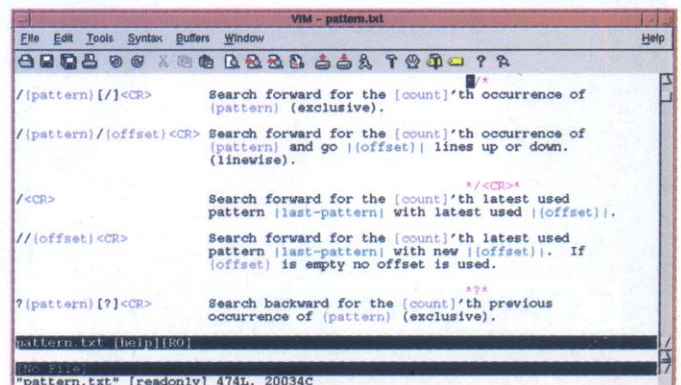 VIM - pattern.txt
File Edit Tools Syntax Buffers Window Help
*/*
/{pattern}[/]<CR> Search forward for the [count]'th occurrence of
{pattern} (exclusive).
/{pattern}/{offset}<CR> Search forward for the [count]'th occurrence of
{pattern} and go |{offset}| lines up or down.
(linewise).
*/<CR>*
/<CR> Search forward for the [count]'th latest used
pattern |last-pattern| with latest used |{offset}|.
//{offset}<CR> Search forward for the [count]'th latest used
pattern |last-pattern| with new |{offset}|. If
{offset} is empty no offset is used.
*?*
?{pattern}[?]<CR> Search backward for the [count]'th previous
occurrence of {pattern} (exclusive).
pattern.txt [help][RO]
[No File]
"pattern.txt" [readonly] 474L, 20034C